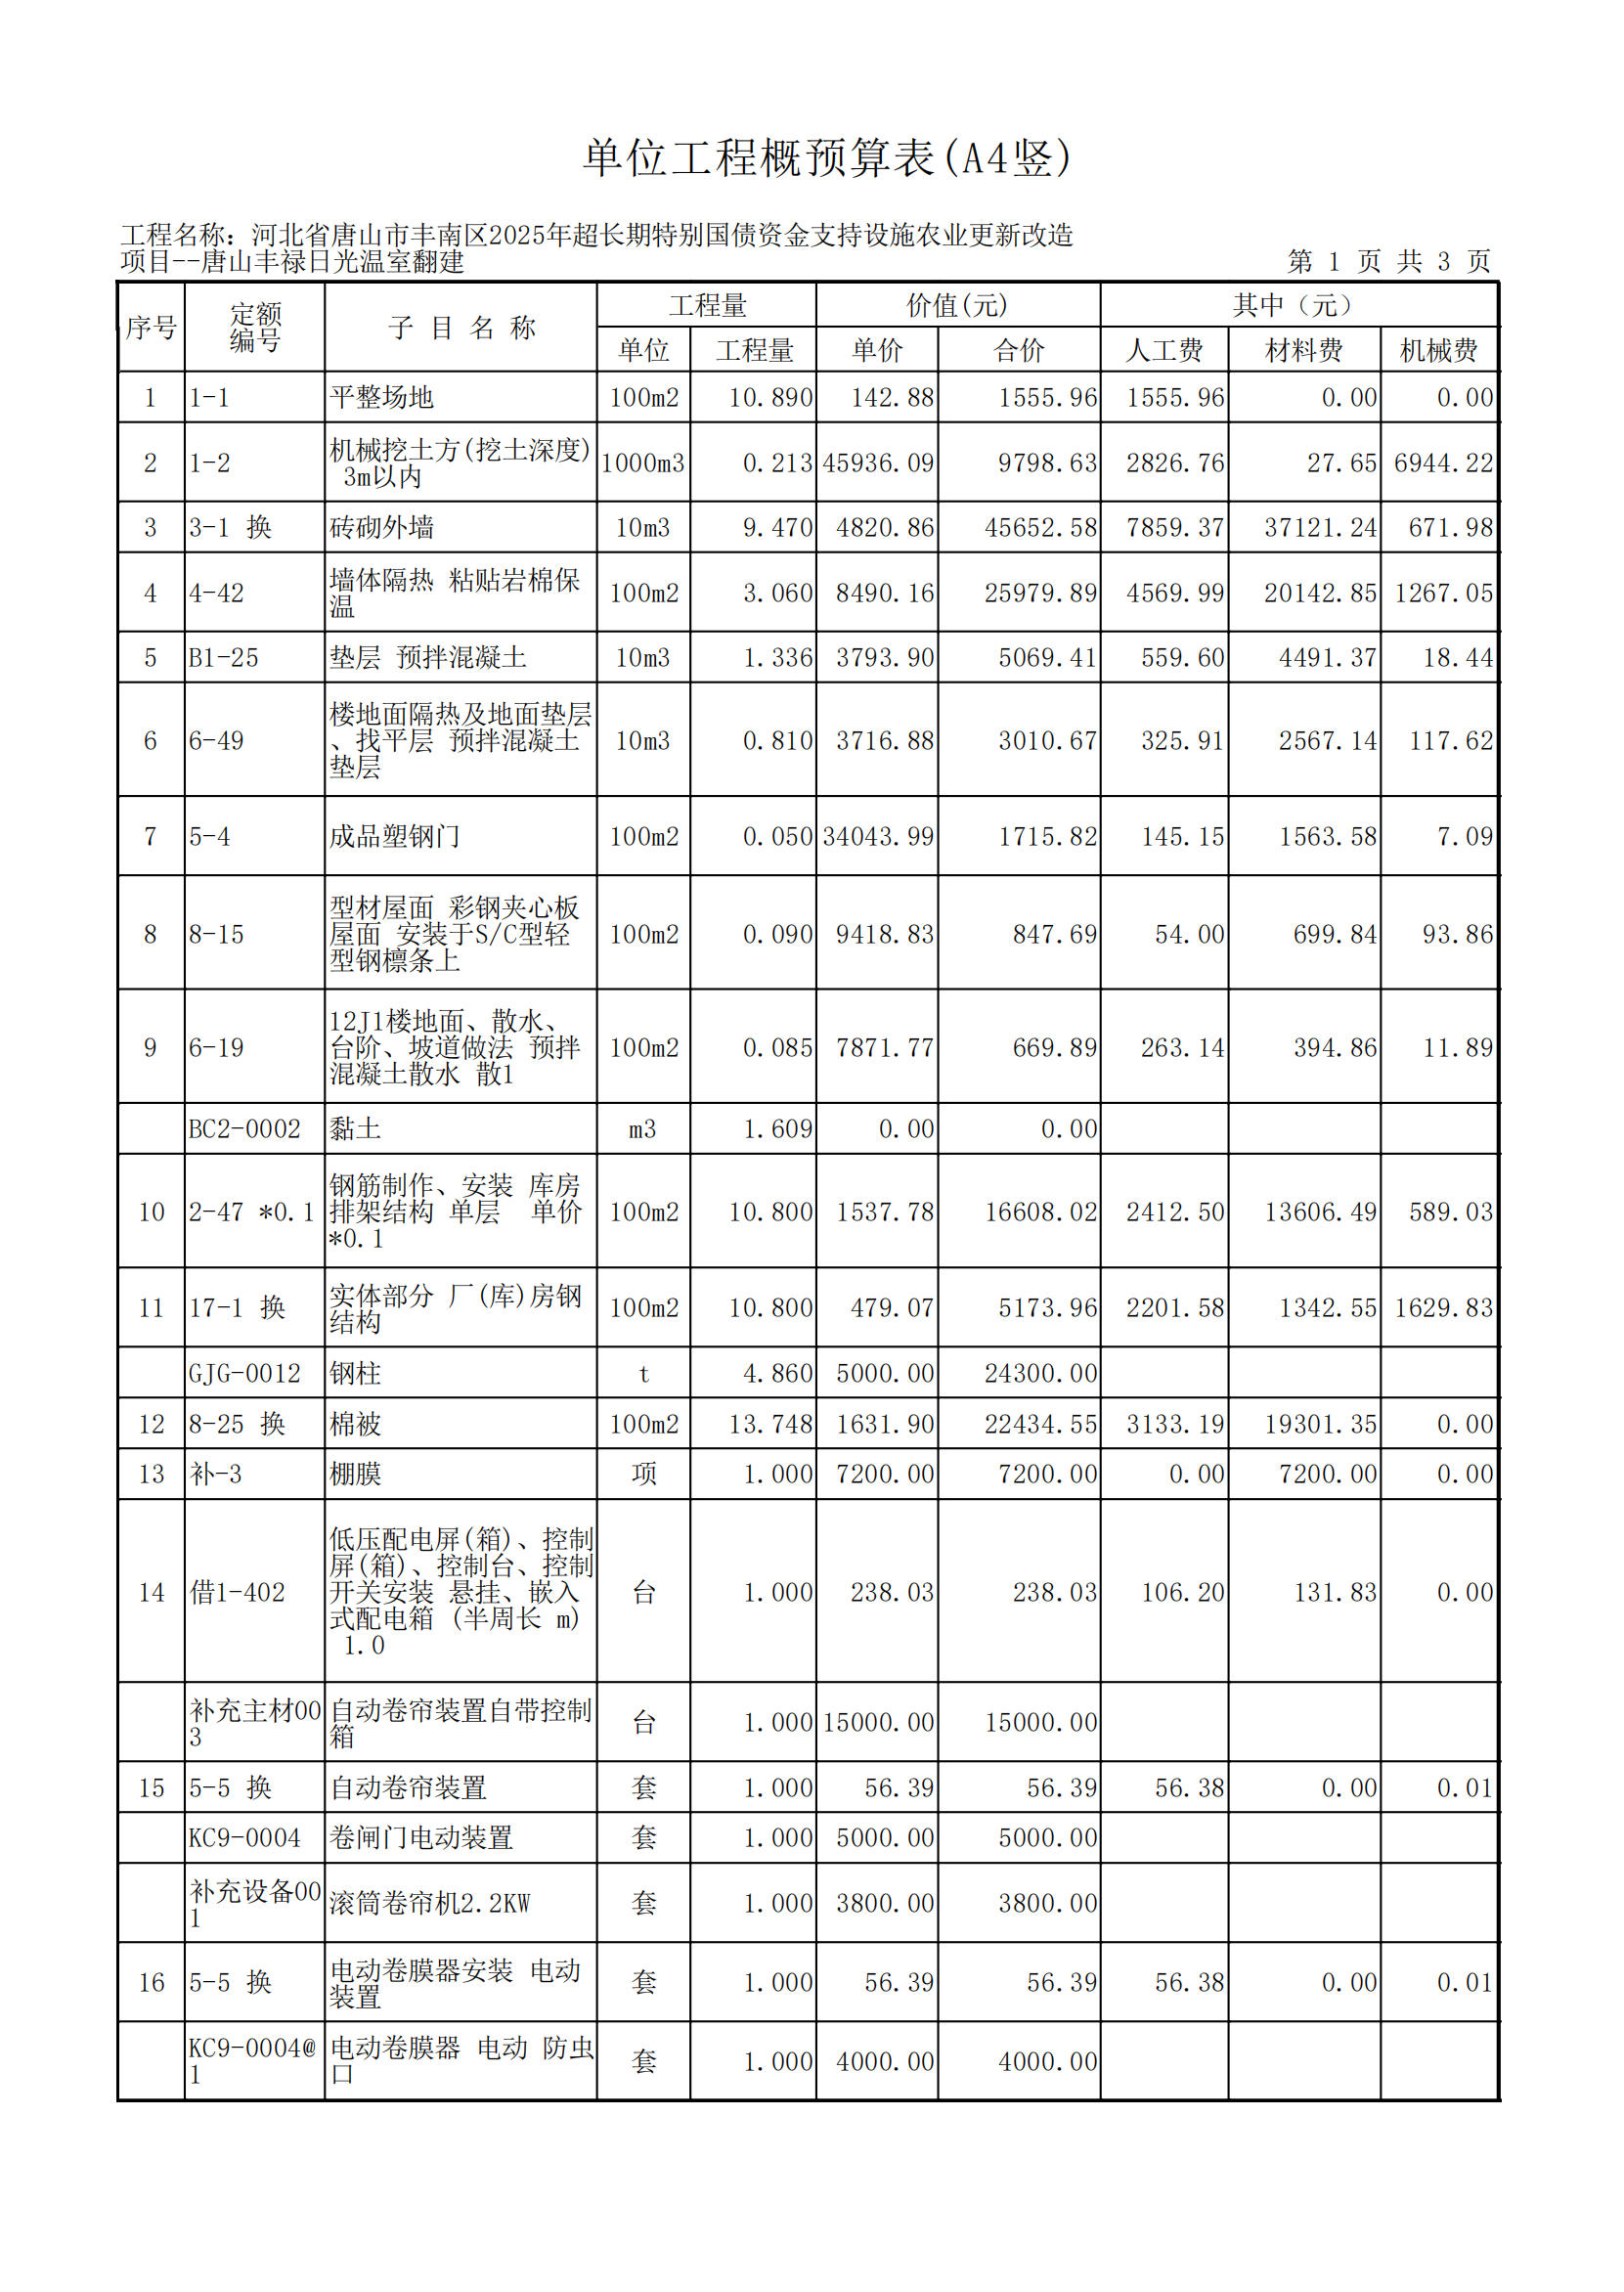 单位工程概预算表(A4竖)
工程名称：河北省唐山市丰南区2025年超长期特别国债资金支持设施农业更新改造
项目--唐山丰禄日光温室翻建 第 1 页 共 3 页
序号 定额编号 子 目 名 称 工程量 价值(元) 其中（元）
单位 工程量 单价 合价 人工费 材料费 机械费
1 1-1 平整场地 100m2 10.890 142.88 1555.96 1555.96 0.00 0.00
2 1-2 机械挖土方(挖土深度) 3m以内 1000m3 0.213 45936.09 9798.63 2826.76 27.65 6944.22
3 3-1 换 砖砌外墙 10m3 9.470 4820.86 45652.58 7859.37 37121.24 671.98
4 4-42 墙体隔热 粘贴岩棉保温 100m2 3.060 8490.16 25979.89 4569.99 20142.85 1267.05
5 B1-25 垫层 预拌混凝土 10m3 1.336 3793.90 5069.41 559.60 4491.37 18.44
6 6-49 楼地面隔热及地面垫层、找平层 预拌混凝土垫层 10m3 0.810 3716.88 3010.67 325.91 2567.14 117.62
7 5-4 成品塑钢门 100m2 0.050 34043.99 1715.82 145.15 1563.58 7.09
8 8-15 型材屋面 彩钢夹心板屋面 安装于S/C型轻型钢檩条上 100m2 0.090 9418.83 847.69 54.00 699.84 93.86
9 6-19 12J1楼地面、散水、台阶、坡道做法 预拌混凝土散水 散1 100m2 0.085 7871.77 669.89 263.14 394.86 11.89
BC2-0002 黏土 m3 1.609 0.00 0.00
10 2-47 *0.1 钢筋制作、安装 库房排架结构 单层 单价*0.1 100m2 10.800 1537.78 16608.02 2412.50 13606.49 589.03
11 17-1 换 实体部分 厂(库)房钢结构 100m2 10.800 479.07 5173.96 2201.58 1342.55 1629.83
GJG-0012 钢柱 t 4.860 5000.00 24300.00
12 8-25 换 棉被 100m2 13.748 1631.90 22434.55 3133.19 19301.35 0.00
13 补-3 棚膜 项 1.000 7200.00 7200.00 0.00 7200.00 0.00
14 借1-402 低压配电屏(箱)、控制屏(箱)、控制台、控制开关安装 悬挂、嵌入式配电箱 (半周长 m) 1.0 台 1.000 238.03 238.03 106.20 131.83 0.00
补充主材003 自动卷帘装置自带控制箱 台 1.000 15000.00 15000.00
15 5-5 换 自动卷帘装置 套 1.000 56.39 56.39 56.38 0.00 0.01
KC9-0004 卷闸门电动装置 套 1.000 5000.00 5000.00
补充设备001 滚筒卷帘机2.2KW 套 1.000 3800.00 3800.00
16 5-5 换 电动卷膜器安装 电动装置 套 1.000 56.39 56.39 56.38 0.00 0.01
KC9-0004@1 电动卷膜器 电动 防虫口 套 1.000 4000.00 4000.00